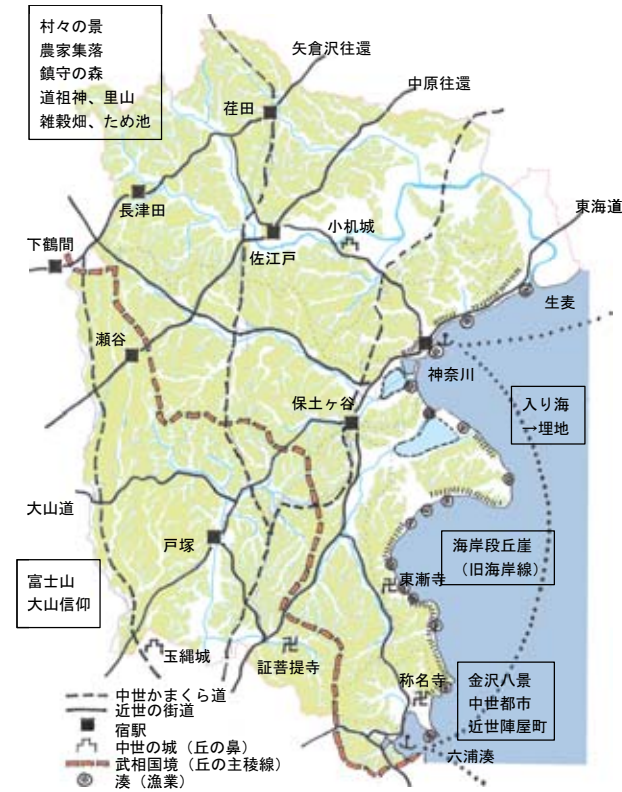 村々の景
農家集落
鎮守の森
道祖神、里山
雑穀畑、ため池
矢倉沢往還
中原往還
荏田
長津田
小机城
東海道
下鶴間
佐江戸
生麦
瀬谷
神奈川
入り海
→埋地
保土ヶ谷
大山道
戸塚
海岸段丘崖
（旧海岸線）
東漸寺
富士山
大山信仰
玉縄城
証菩提寺
称名寺
金沢八景
中世都市
近世陣屋町
六浦湊
中世かまくら道
近世の街道
宿駅
中世の城（丘の鼻）
武相国境（丘の主稜線）
湊（漁業）